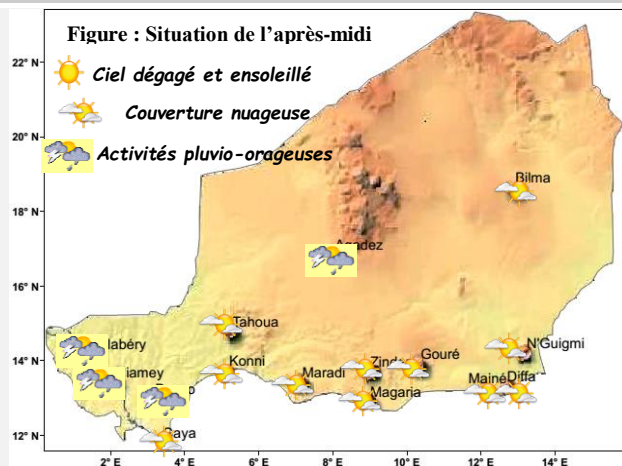 Figure : Situation de l'après-midi
Ciel dégagé et ensoleillé
Couverture nuageuse
Activités pluvio-orageuses
22° N
20° N
18° N
16° N
14° N
12° N
Bilma
Agadez
Tahoua
Konni
Maradi
Gouré
N'Guigmi
Magaria
Mainé
Diffa
2° E
4° E
6° E
8° E
10° E
12° E
14° E